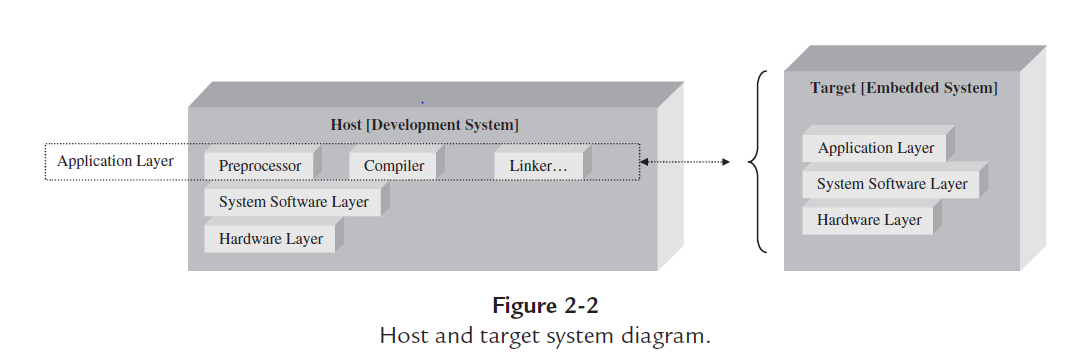 Host [Development System]
Application Layer
Preprocessor
Compiler
Linker…
System Software Layer
Hardware Layer
Target [Embedded System]
Application Layer
System Software Layer
Hardware Layer
Figure 2-2
Host and target system diagram.